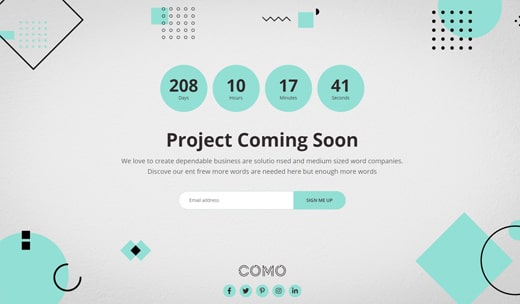 208 10 17 41
Days Hours Minutes Seconds
Project Coming Soon
We love to create dependable business are solutio nsed and medium sized word companies.
Discove our ent frew more words are needed here but enough more words
Email address SIGN ME UP
COMO